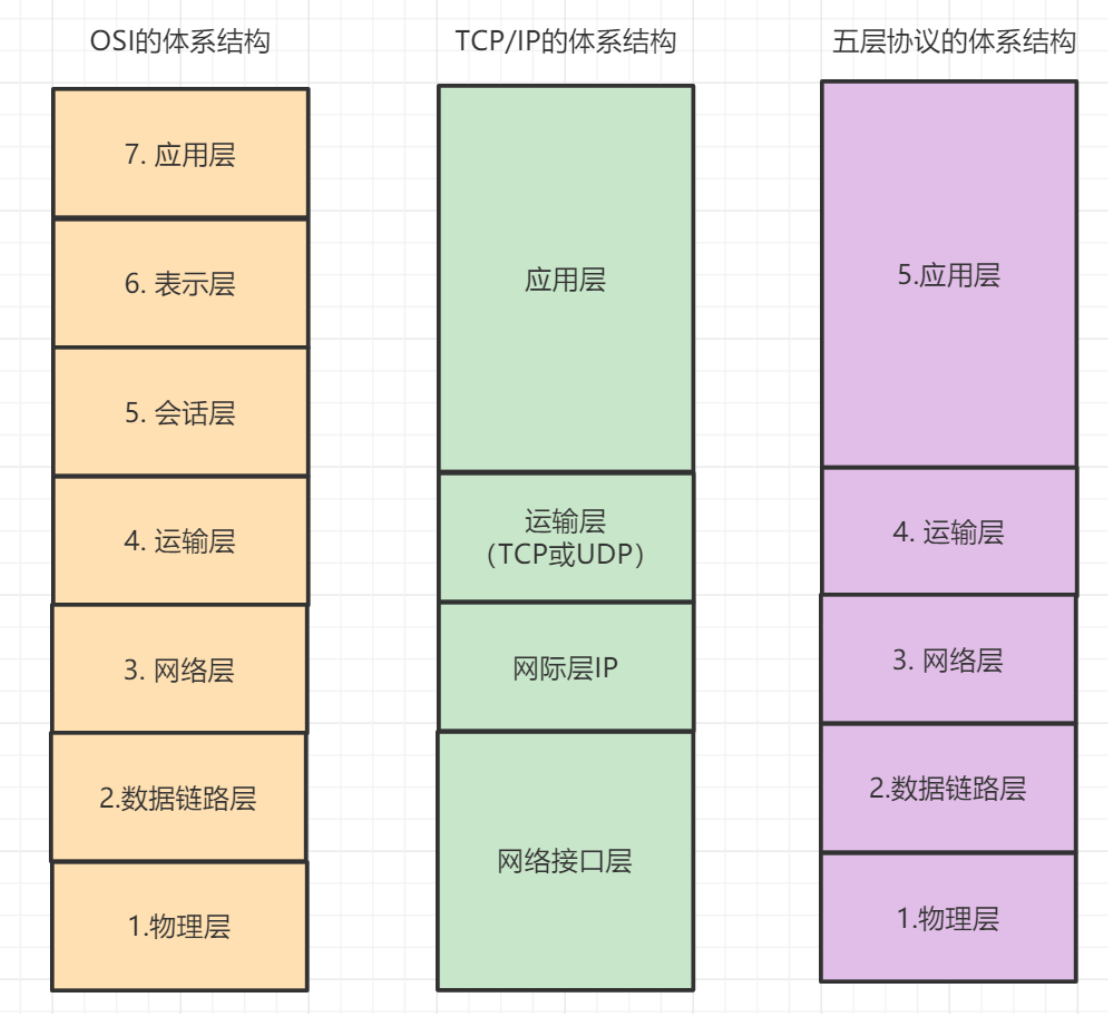 OSI的体系结构
7. 应用层
6. 表示层
5. 会话层
4. 运输层
3. 网络层
2.数据链路层
1.物理层
TCP/IP的体系结构
应用层
运输层
（TCP或UDP）
网际层IP
网络接口层
五层协议的体系结构
5.应用层
4. 运输层
3. 网络层
2.数据链路层
1.物理层